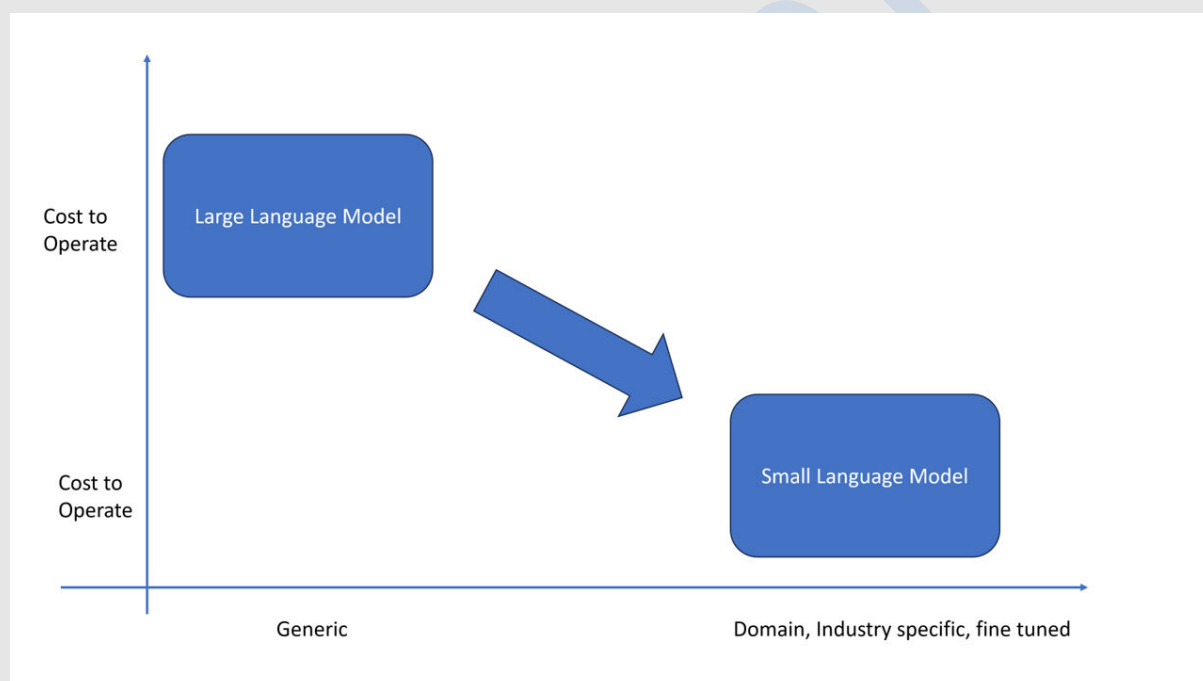 Large Language Model
Cost to
Operate
Small Language Model
Cost to
Operate
Generic
Domain, Industry specific, fine tuned